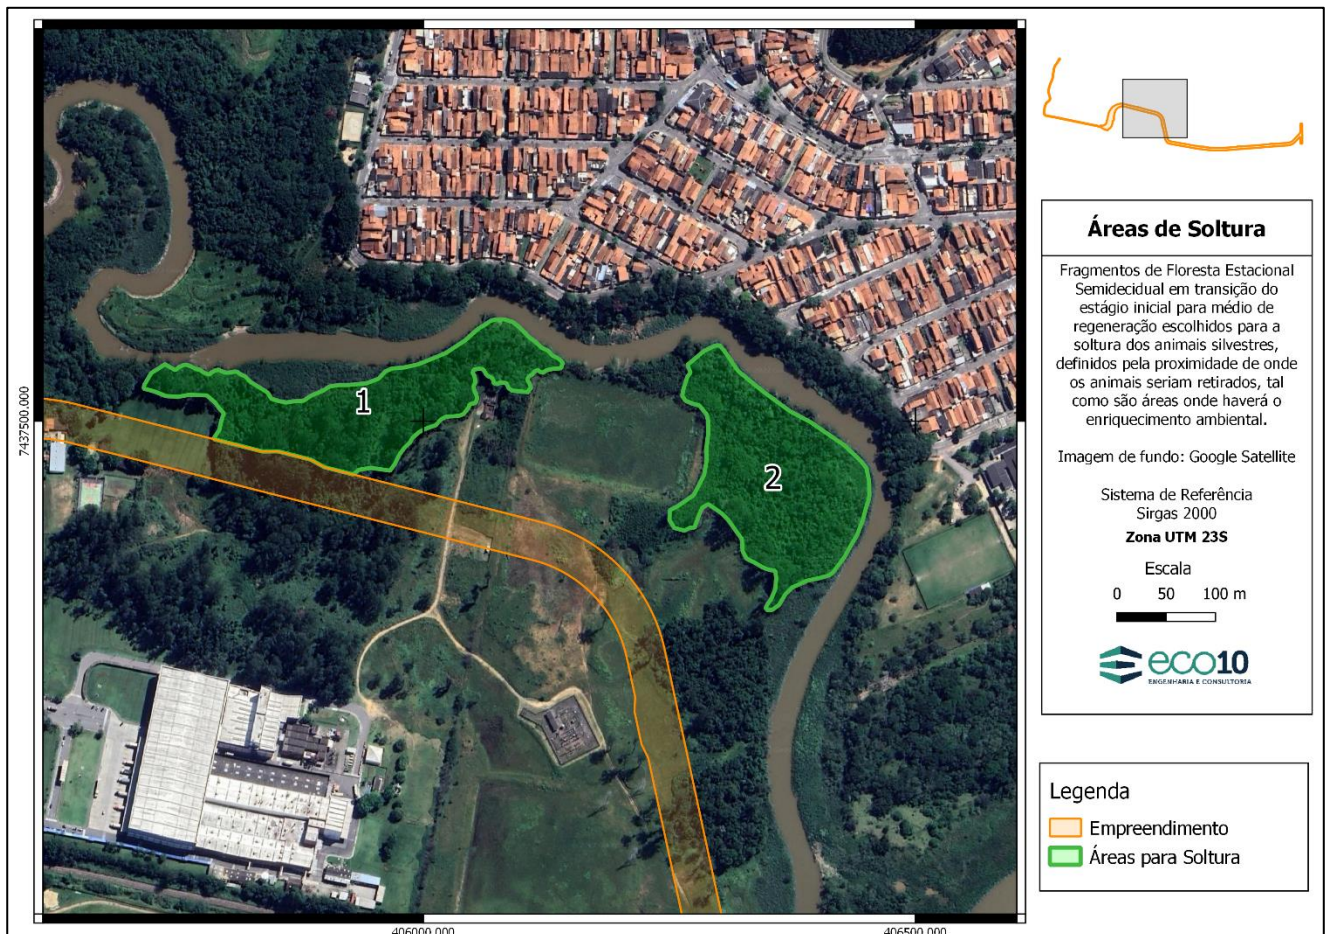 1
2
7437500.000
406000.000
406500.000
Áreas de Soltura
Fragmentos de Floresta Estacional
Semidecidual em transição do
estágio inicial para médio de
regeneração escolhidos para a
soltura dos animais silvestres,
definidos pela proximidade de onde
os animais seriam retirados, tal
como são áreas onde haverá o
enriquecimento ambiental.
Imagem de fundo: Google Satellite
Sistema de Referência
Sirgas 2000
Zona UTM 23S
Escala
0 50 100 m
eco10
ENGENHARIA E CONSULTORIA
Legenda
Empreendimento
Áreas para Soltura